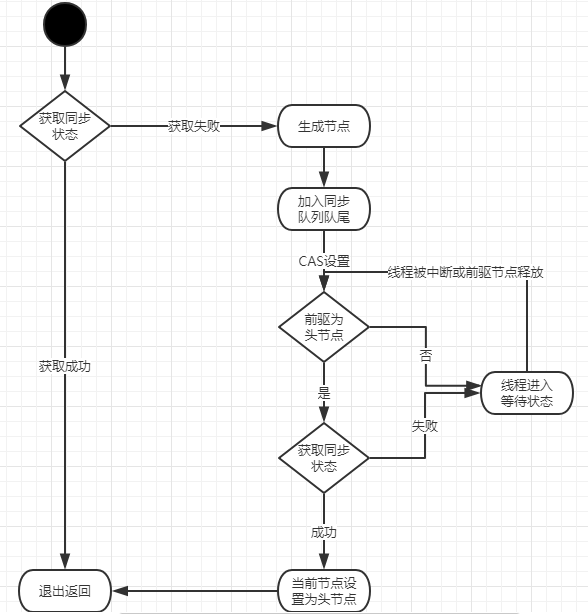 获取同步
状态
获取失败
生成节点
加入同步
队列队尾
CAS设置
线程被中断或前驱节点释放
前驱为
头节点
否
获取成功
是
线程进入
等待状态
失败
获取同步
状态
成功
退出返回
当前节点设
置为头节点